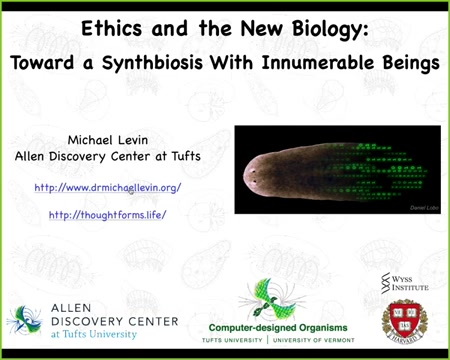 Ethics and the New Biology:
Toward a Synthbiosis With Innumerable Beings
Michael Levin
Allen Discovery Center at Tufts
http://www.drmichaellevin.org/
http://thoughtforms.life/
Daniel Lobo
ALLEN
DISCOVERY CENTER
at Tufts University
Computer-designed Organisms
TUFTS UNIVERSITY | UNIVERSITY OF VERMONT
WYSS
INSTITUTE
HARVARD